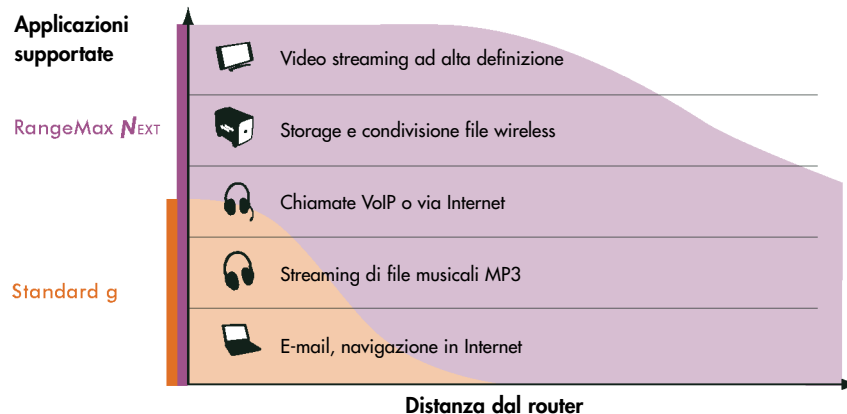 Applicazioni
supportate
Video streaming ad alta definizione
RangeMax NEXT
Storage e condivisione file wireless
Chiamate VoIP o via Internet
Streaming di file musicali MP3
Standard g
E-mail, navigazione in Internet
Distanza dal router